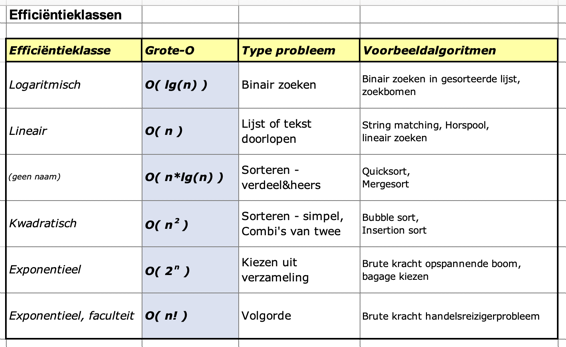 Efficiëntieklassen
Efficiëntieklasse Grote-O Type probleem Voorbeeldalgoritmen
Logaritmisch O( lg(n) ) Binair zoeken Binair zoeken in gesorteerde lijst,
zoekbomen
Lineair O( n ) Lijst of tekst
doorlopen String matching, Horspool,
lineair zoeken
(geen naam) O( n*lg(n) ) Sorteren -
verdeel&heers Quicksort,
Mergesort
Kwadratisch O( n² ) Sorteren - simpel,
Combi's van twee Bubble sort,
Insertion sort
Exponentieel O( 2ⁿ ) Kiezen uit
verzameling Brute kracht opspannende boom,
bagage kiezen
Exponentieel, faculteit O( n! ) Volgorde Brute kracht handelsreizigerprobleem